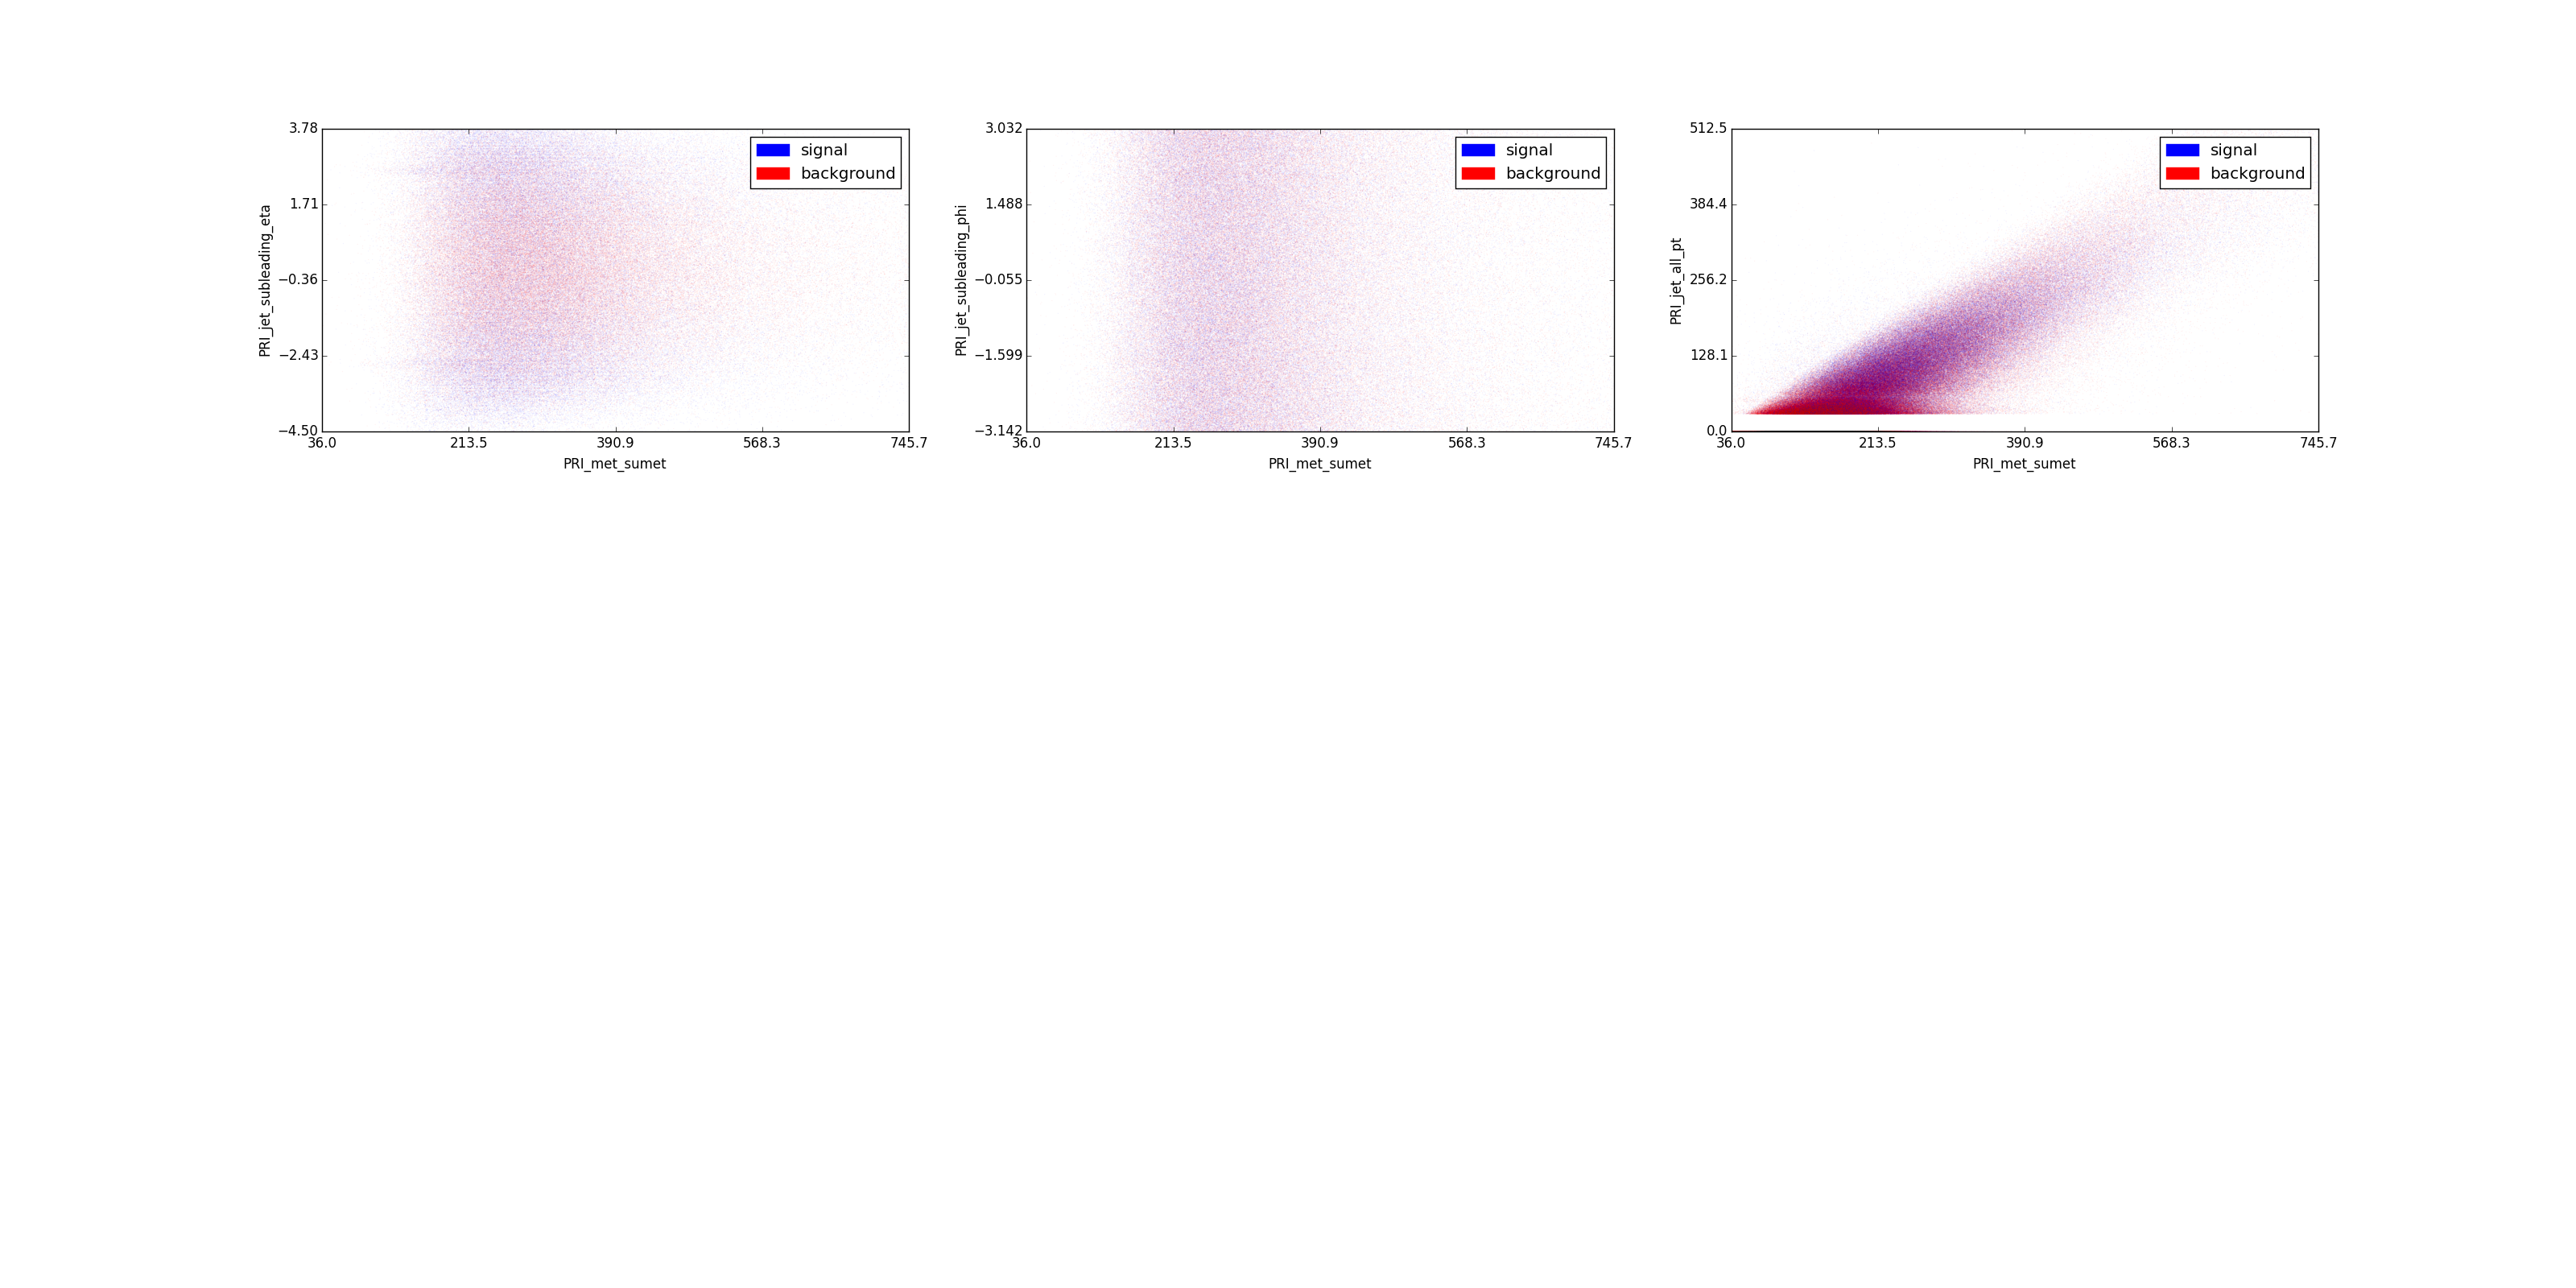 3.78
1.71
−0.36
−2.43
−4.50
PRI_jet_subleading_eta
36.0 213.5 390.9 568.3 745.7
PRI_met_sumet
signal
background
3.032
1.488
−0.055
−1.599
−3.142
PRI_jet_subleading_phi
36.0 213.5 390.9 568.3 745.7
PRI_met_sumet
signal
background
512.5
384.4
256.2
128.1
0.0
PRI_jet_all_pt
36.0 213.5 390.9 568.3 745.7
PRI_met_sumet
signal
background